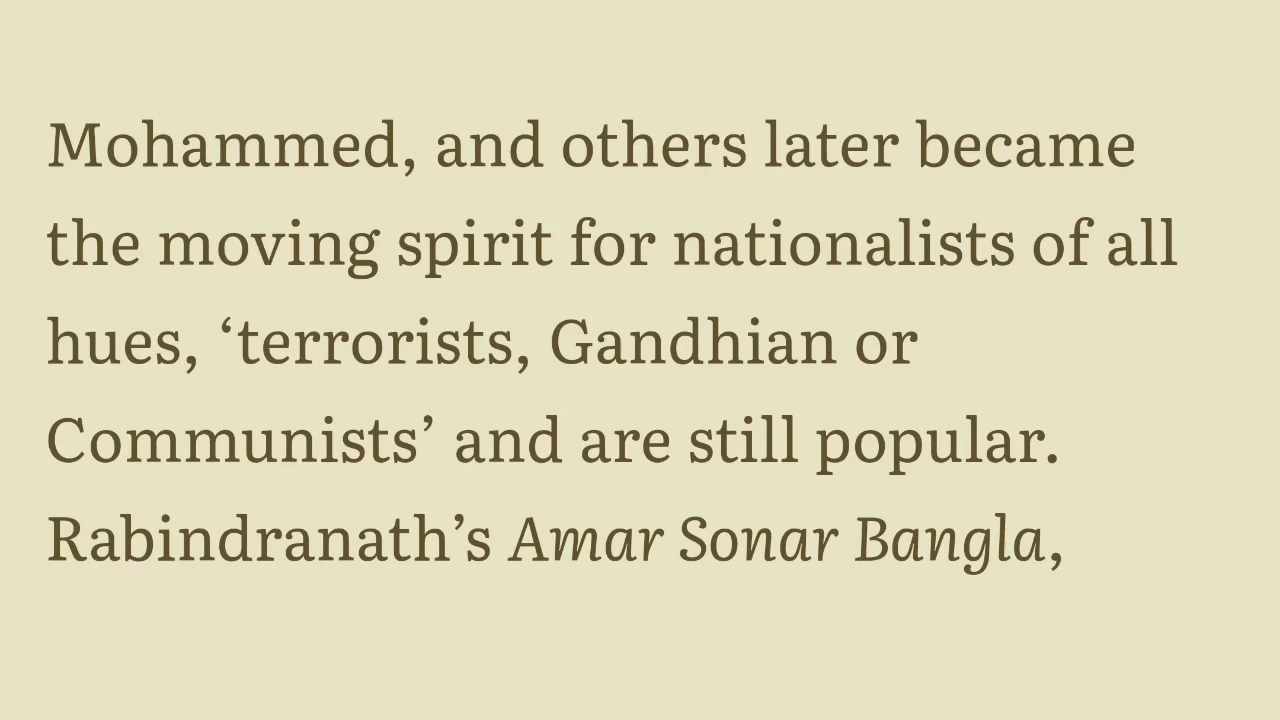 Mohammed, and others later became
the moving spirit for nationalists of all
hues, ‘terrorists, Gandhian or
Communists’ and are still popular.
Rabindranath’s Amar Sonar Bangla,